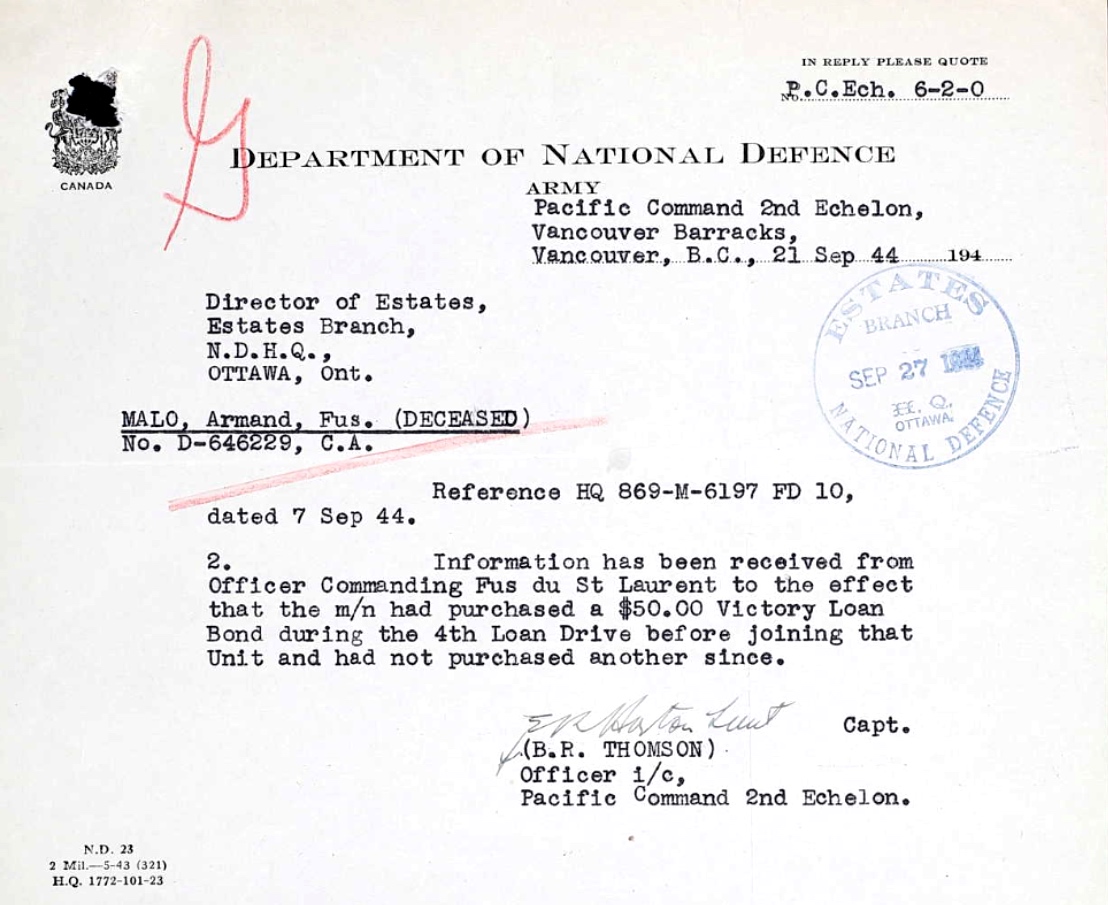 IN REPLY PLEASE QUOTE
No. P.C.Ech. 6-2-0
CANADA
DEPARTMENT OF NATIONAL DEFENCE
ARMY
Pacific Command 2nd Echelon,
Vancouver Barracks,
Vancouver, B.C., 21 Sep 44 194
ESTATES
BRANCH
SEP 27 1944
H. Q.
OTTAWA.
NATIONAL DEFENCE
Director of Estates,
Estates Branch,
N.D.H.Q.,
OTTAWA, Ont.
MALO, Armand, Fus. (DECEASED)
No. D-646229, C.A.
Reference HQ 869-M-6197 FD 10,
dated 7 Sep 44.
2. Information has been received from
Officer Commanding Fus du St Laurent to the effect
that the m/n had purchased a $50.00 Victory Loan
Bond during the 4th Loan Drive before joining that
Unit and had not purchased another since.
Capt.
(B.R. THOMSON)
Officer i/c,
Pacific Command 2nd Echelon.
N.D. 23
2 Mil.—5-43 (321)
H.Q. 1772-101-23